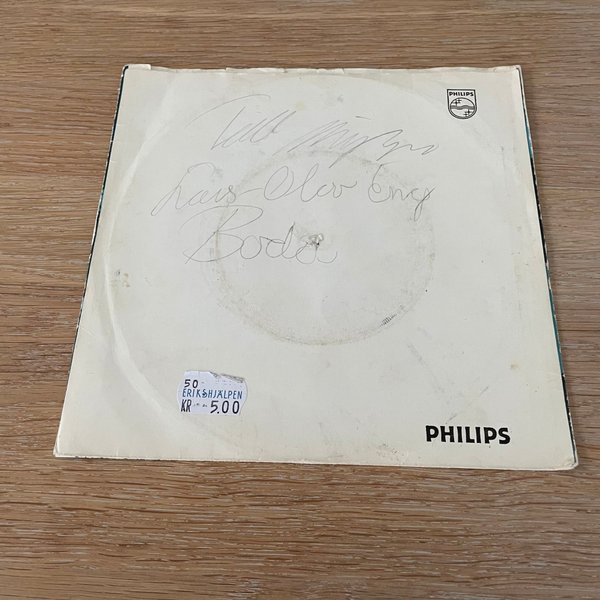 PHILIPS
Till
Lars-Olov Eng
Boda
50
ERIKSHJÄLPEN
KR 5.00
PHILIPS